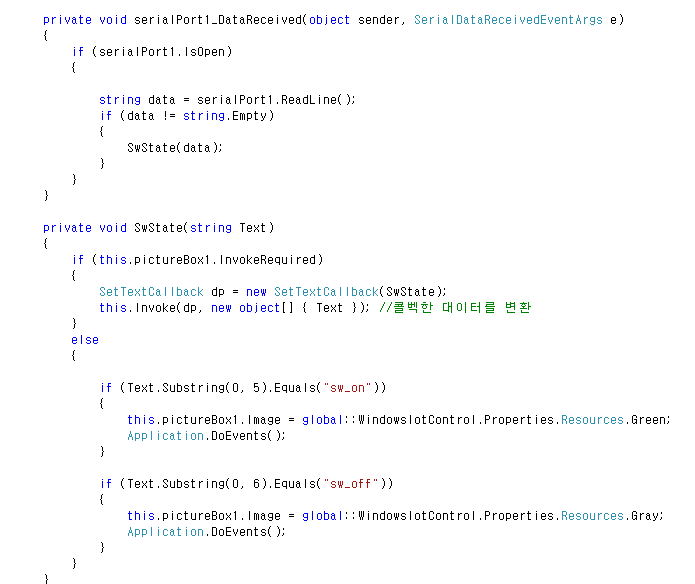 private void serialPort1_DataReceived(object sender, SerialDataReceivedEventArgs e)
{
if (serialPort1.IsOpen)
{
string data = serialPort1.ReadLine();
if (data != string.Empty)
{
SwState(data);
}
}
}
private void SwState(string Text)
{
if (this.pictureBox1.InvokeRequired)
{
SetTextCallback dp = new SetTextCallback(SwState);
this.Invoke(dp, new object[] { Text }); //콜벡한 데이터를 변환
}
else
{
if (Text.Substring(0, 5).Equals("sw_on"))
{
this.pictureBox1.Image = global::WindowsIotControl.Properties.Resources.Green;
Application.DoEvents();
}
if (Text.Substring(0, 6).Equals("sw_off"))
{
this.pictureBox1.Image = global::WindowsIotControl.Properties.Resources.Gray;
Application.DoEvents();
}
}
}